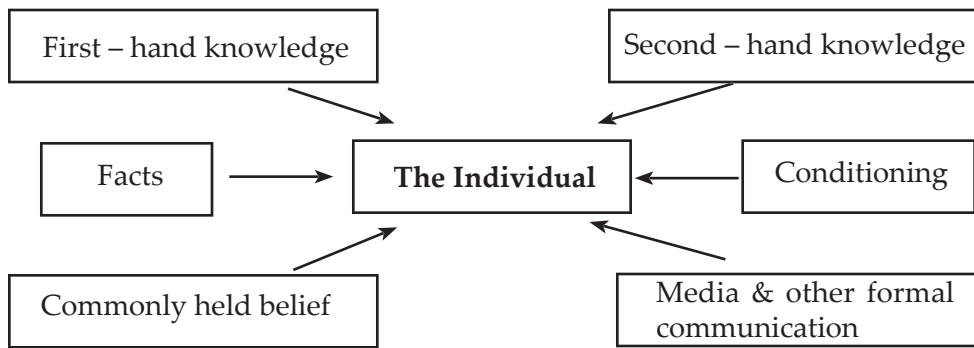 First – hand knowledge
Second – hand knowledge
Facts
The Individual
Conditioning
Commonly held belief
Media & other formal
communication